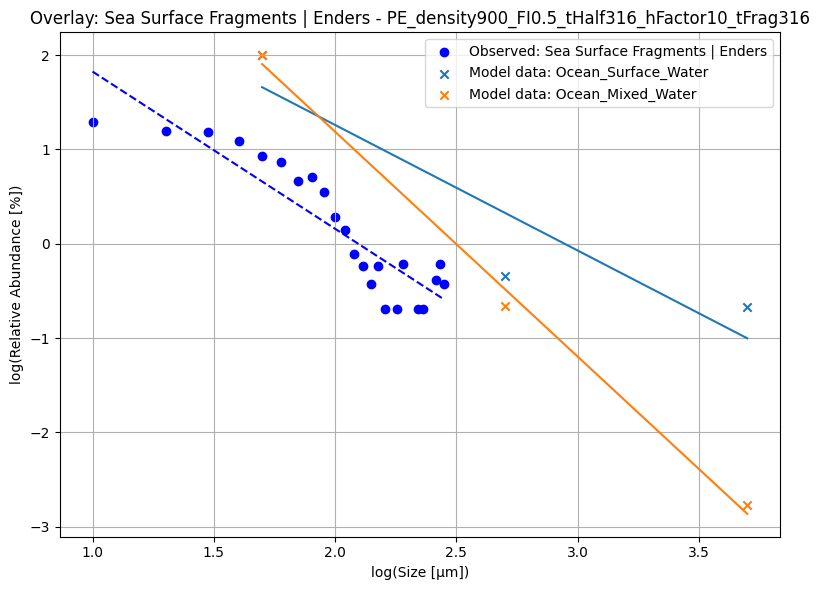 Overlay: Sea Surface Fragments | Enders - PE_density900_FI0.5_tHalf316_hFactor10_tFrag316
Observed: Sea Surface Fragments | Enders
Model data: Ocean_Surface_Water
Model data: Ocean_Mixed_Water
log(Relative Abundance [%])
2
1
0
−1
−2
−3
1.0 1.5 2.0 2.5 3.0 3.5
log(Size [μm])